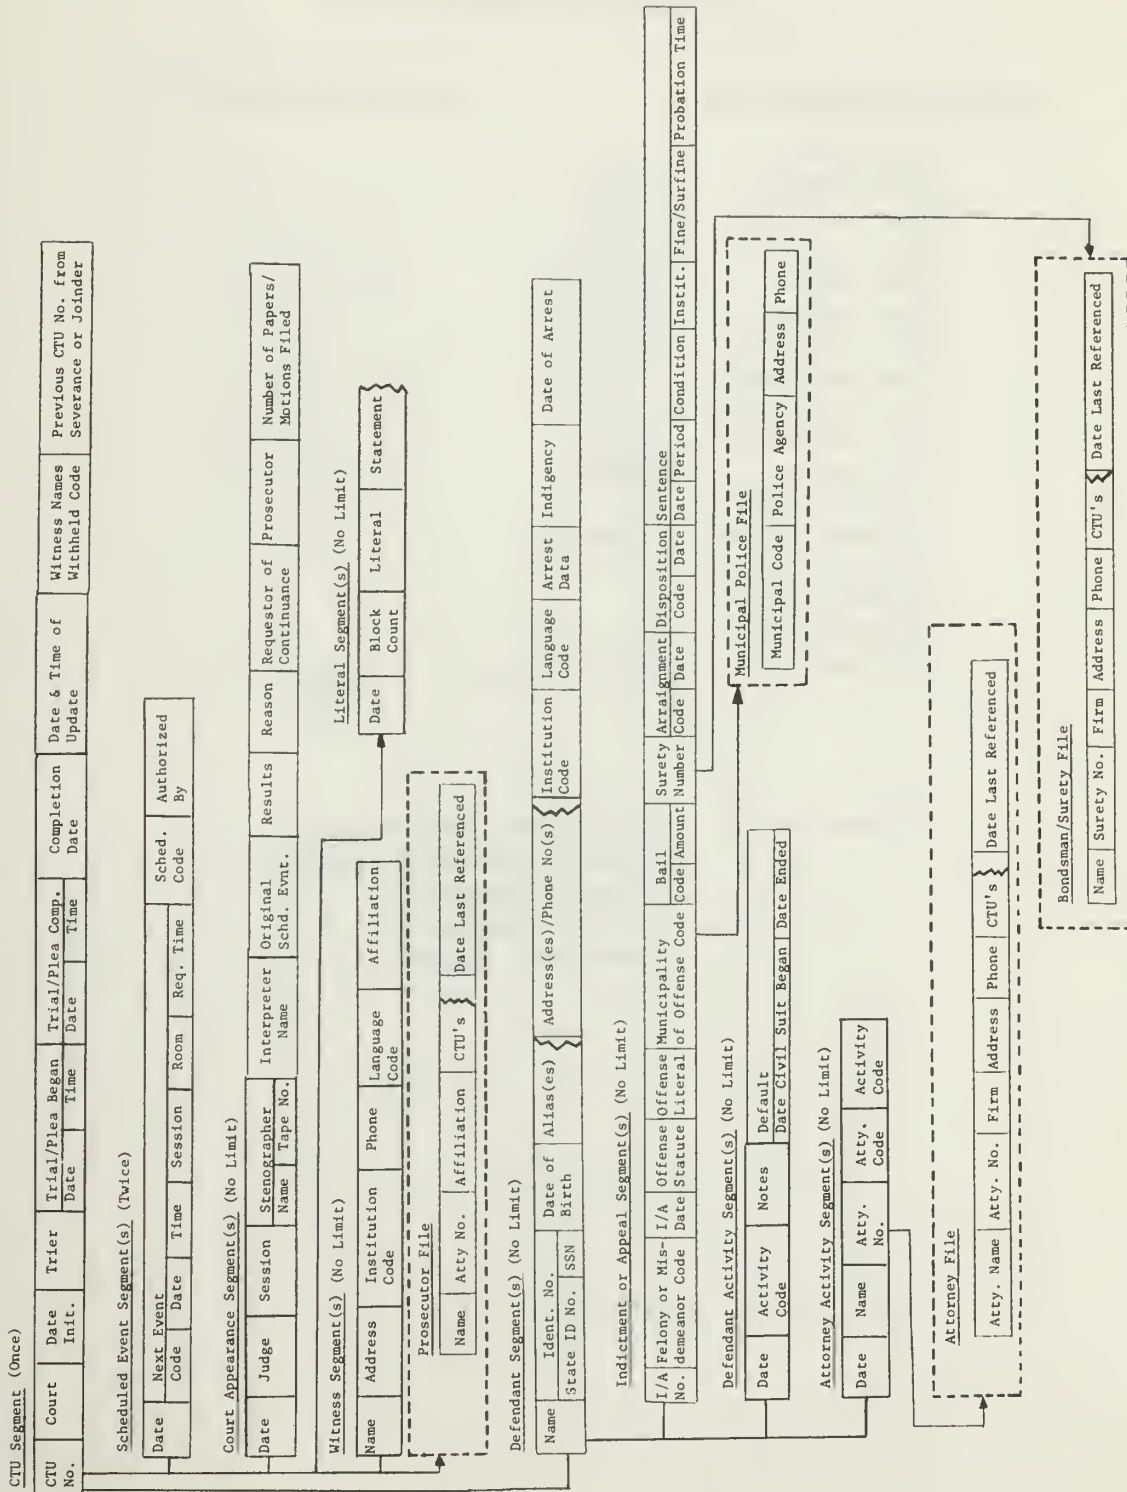 CTU Segment (Once)
CTU No. Court Date Init. Trier Trial/Plea Began Date Time Trial/Plea Comp. Date Time Completion Date Date & Time of Update Witness Names Withheld Code Previous CTU No. from Severance or Joinder
Scheduled Event Segment(s) (Twice)
Date Next Event Code Date Time Session Room Req. Time Sched. Code Authorized By
Court Appearance Segment(s) (No Limit)
Date Judge Session Stenographer Name Tape No. Interpreter Name Original Schd. Evnt. Results Reason Requestor of Continuance Prosecutor Number of Papers/ Motions Filed
Witness Segment(s) (No Limit)
Name Address Institution Code Phone Language Code Affiliation
Literal Segment(s) (No Limit)
Date Block Count Literal Statement
Prosecutor File
Name Atty No. Affiliation CTU's Date Last Referenced
Defendant Segment(s) (No Limit)
Name Ident. No. State ID No. SSN Date of Birth Alias(es) Address(es)/Phone No(s) Institution Code Language Code Arrest Data Indigency Date of Arrest
Indictment or Appeal Segment(s) (No Limit)
I/A No. Felony or Mis- demeanor Code I/A Date Offense Statute Offense Literal Municipality of Offense Code Bail Code Amount Surety Number Arraignment Code Date Disposition Code Date Sentence Date Period Condition Instit. Fine/Surfine Probation Time
Municipal Police File
Municipal Code Police Agency Address Phone
Defendant Activity Segment(s) (No Limit)
Date Activity Code Notes Default Date Civil Suit Began Date Ended
Attorney Activity Segment(s) (No Limit)
Date Name Atty. No. Atty. Code Activity Code
Attorney File
Atty. Name Atty. No. Firm Address Phone CTU's Date Last Referenced
Bondsman/Surety File
Name Surety No. Firm Address Phone CTU's Date Last Referenced